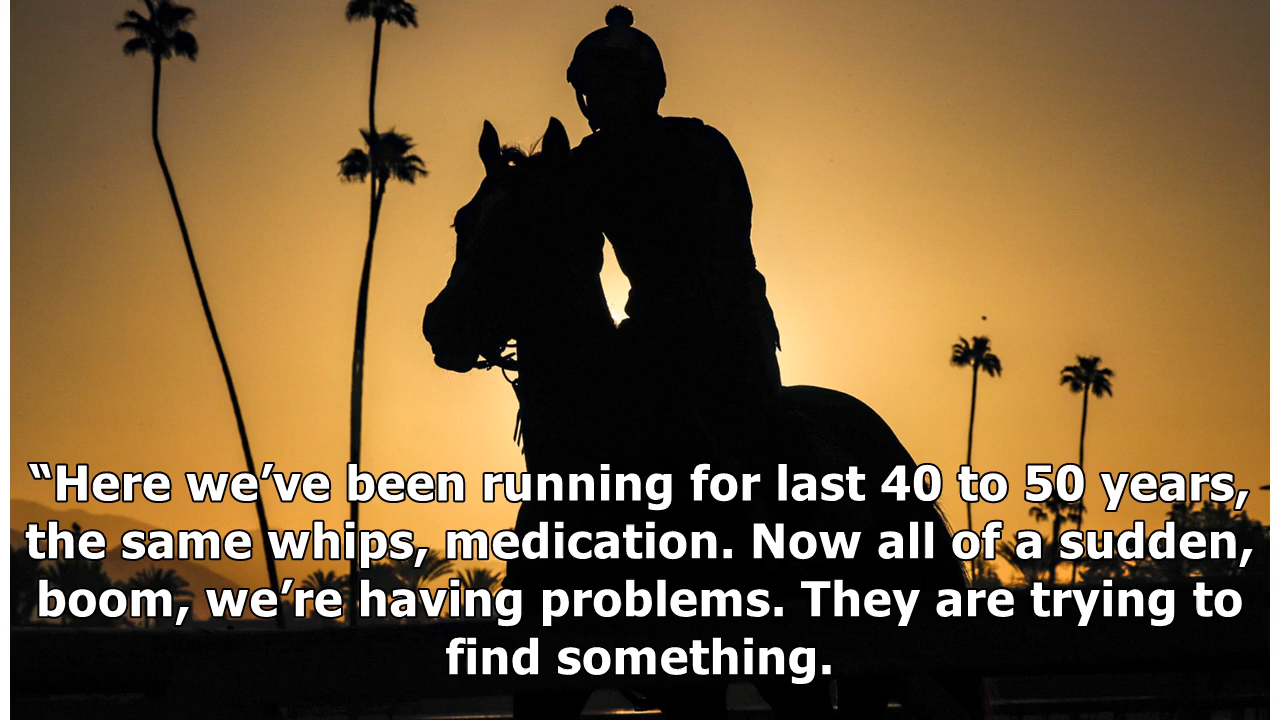 “Here we’ve been running for last 40 to 50 years,
the same whips, medication. Now all of a sudden,
boom, we’re having problems. They are trying to
find something.